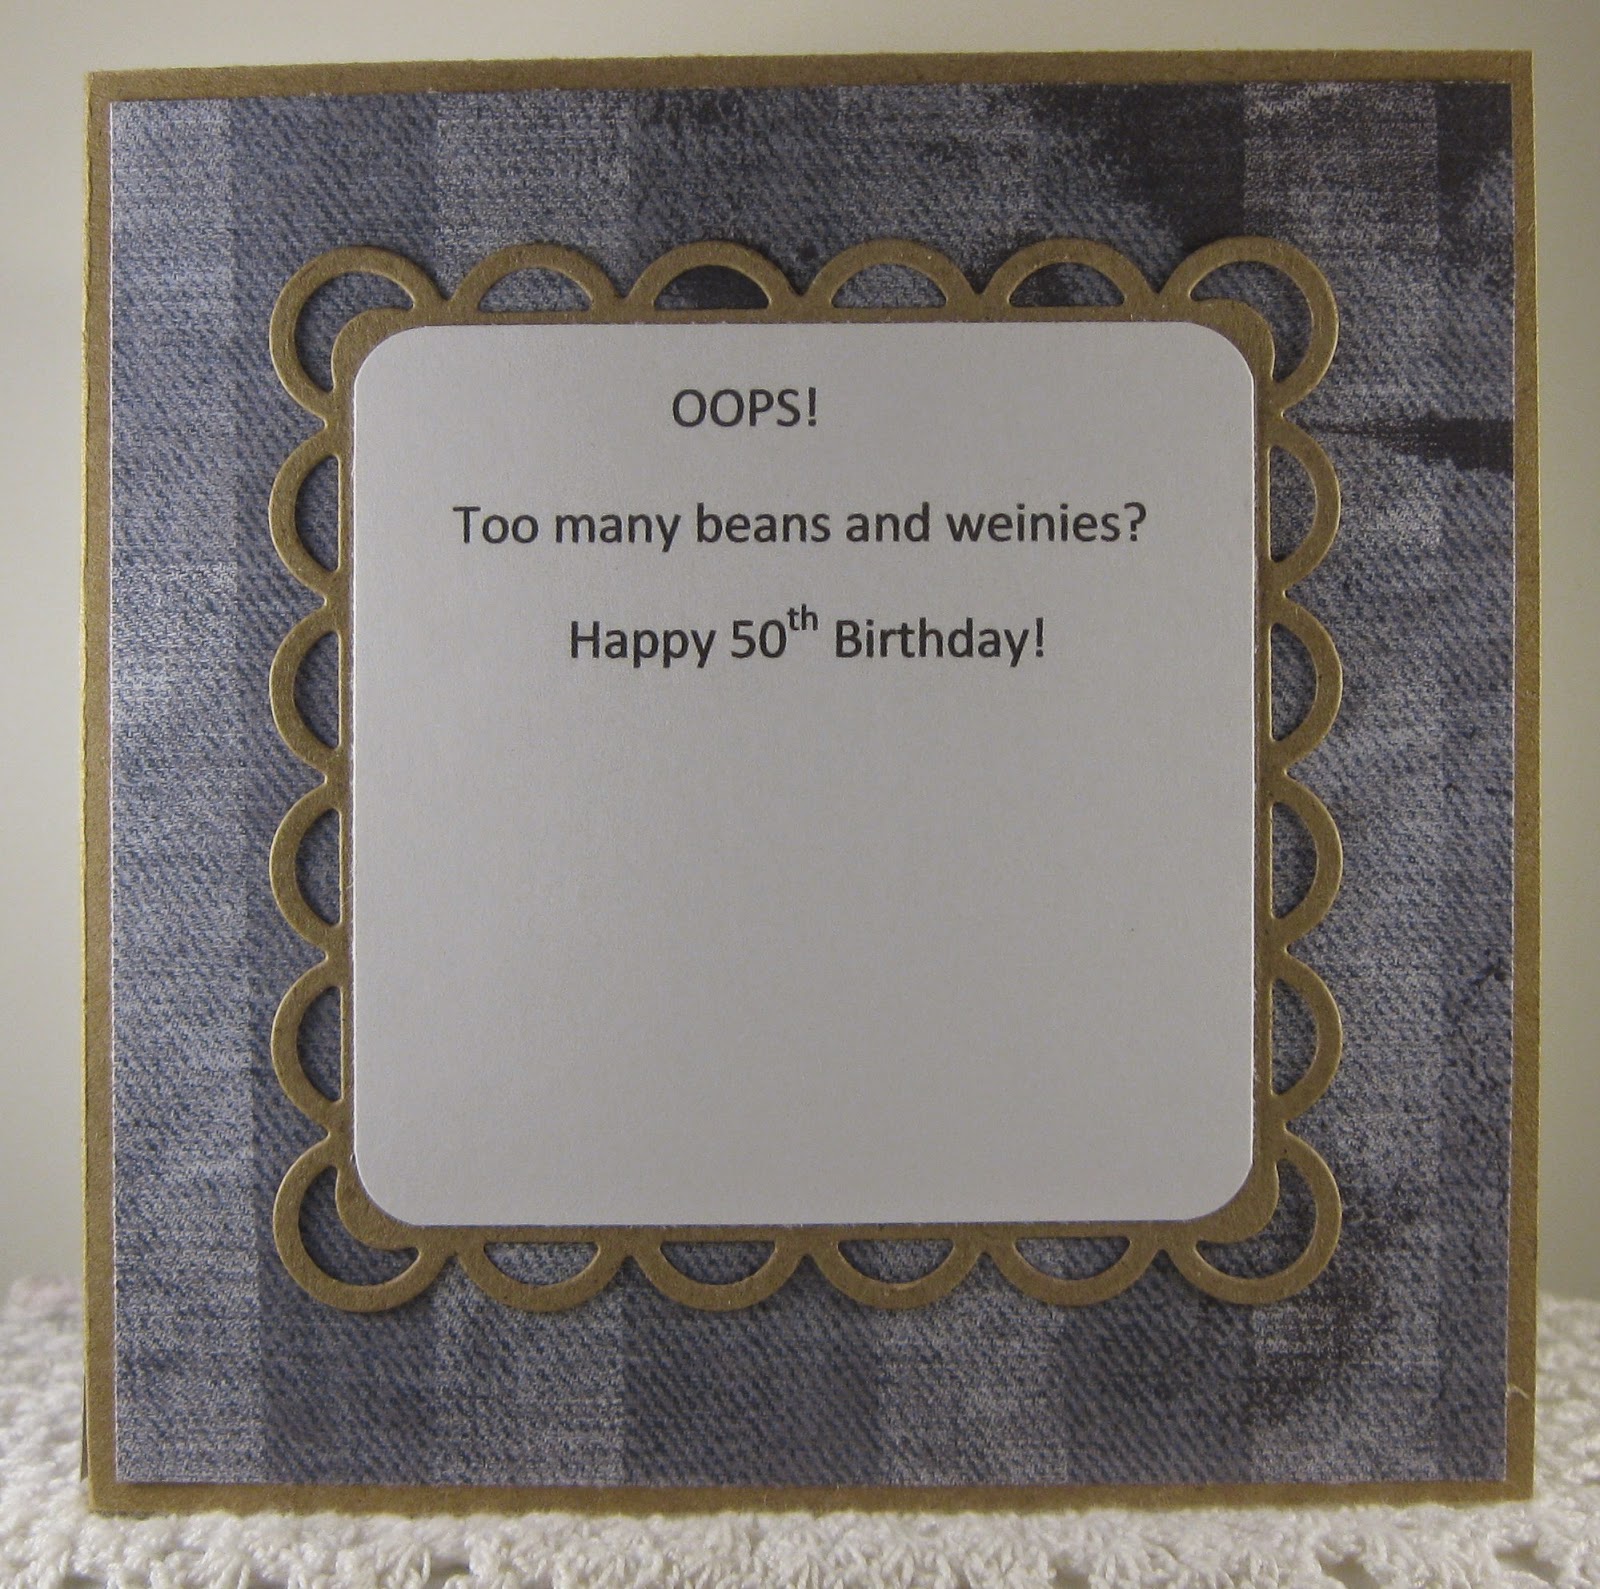 OOPS!
Too many beans and weinies?
Happy 50th Birthday!